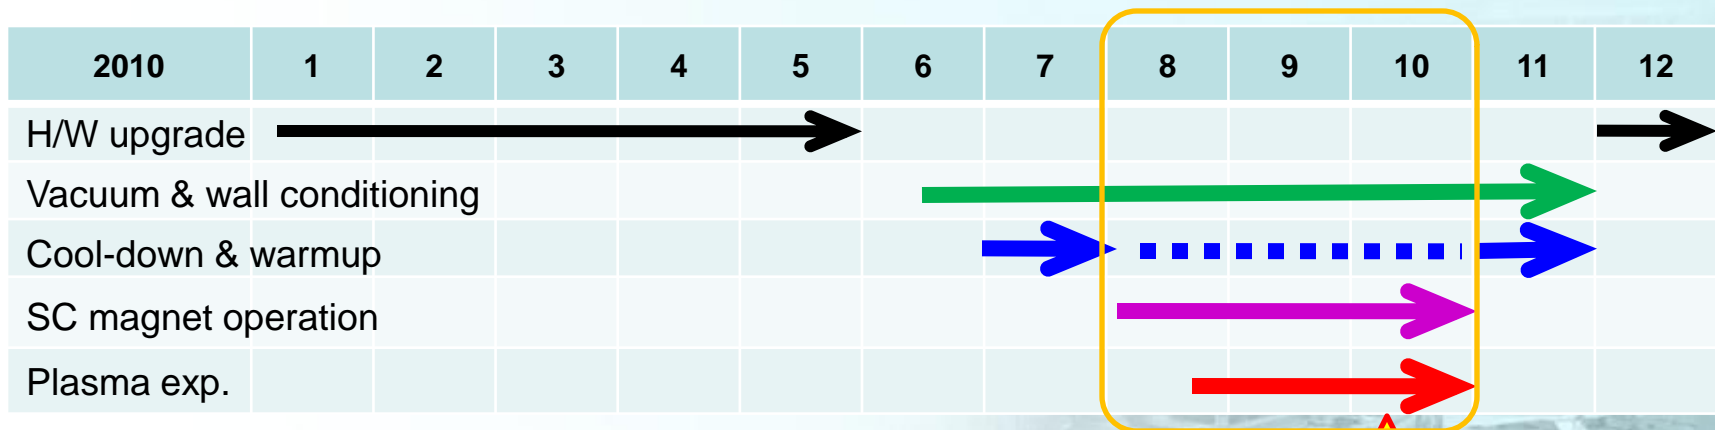 2010 1 2 3 4 5 6 7 8 9 10 11 12
H/W upgrade
Vacuum & wall conditioning
Cool-down & warmup
SC magnet operation
Plasma exp.